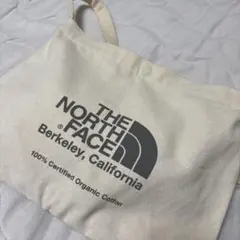 THE
NORTH
FACE
Berkeley, California
100% Certified Organic Cotton